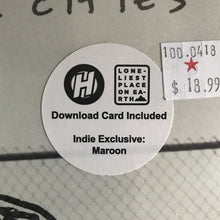 CITIES
100.0418
$ 18.99
H
LONE-
LIEST
PLACE
ON EA-
RTH
Download Card Included
Indie Exclusive:
Maroon